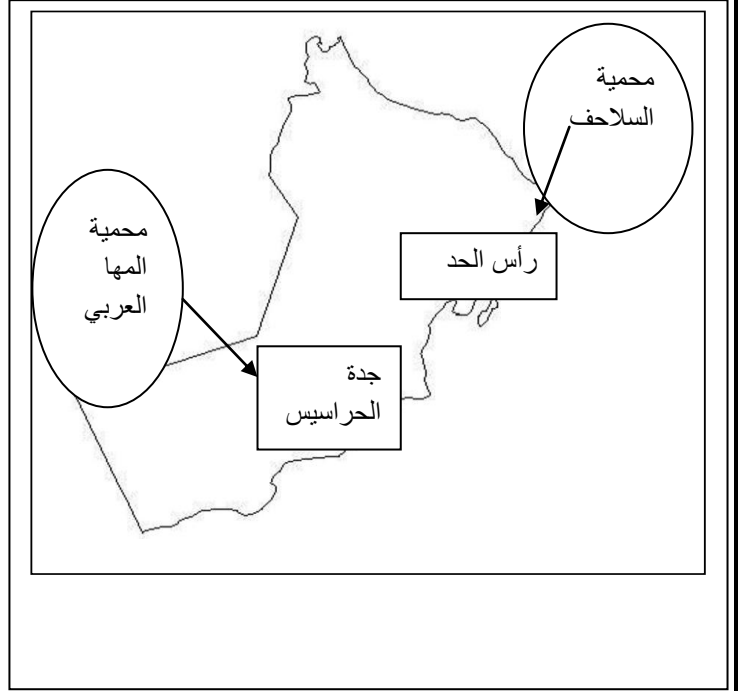 محمية
السلاحف
رأس الحد
محمية
المها
العربي
جدة
الحراسيس